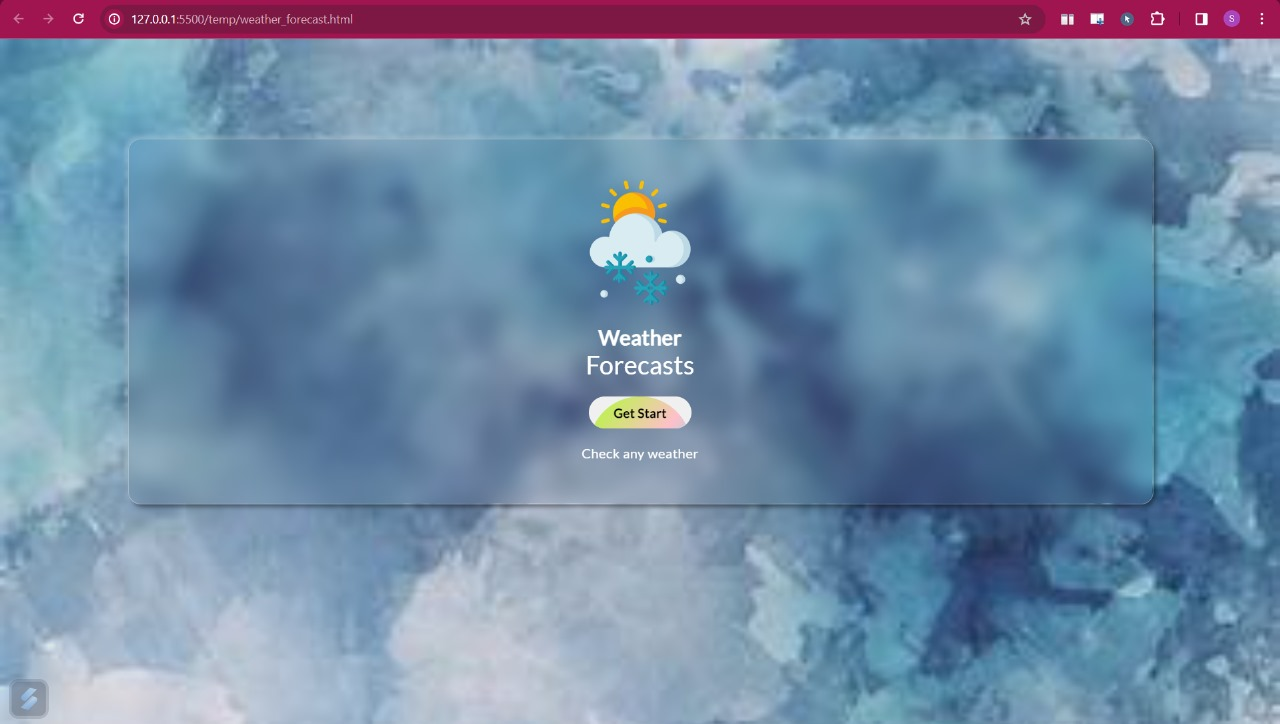 127.0.0.1:5500/temp/weather_forecast.html
S
Weather
Forecasts
Get Start
Check any weather